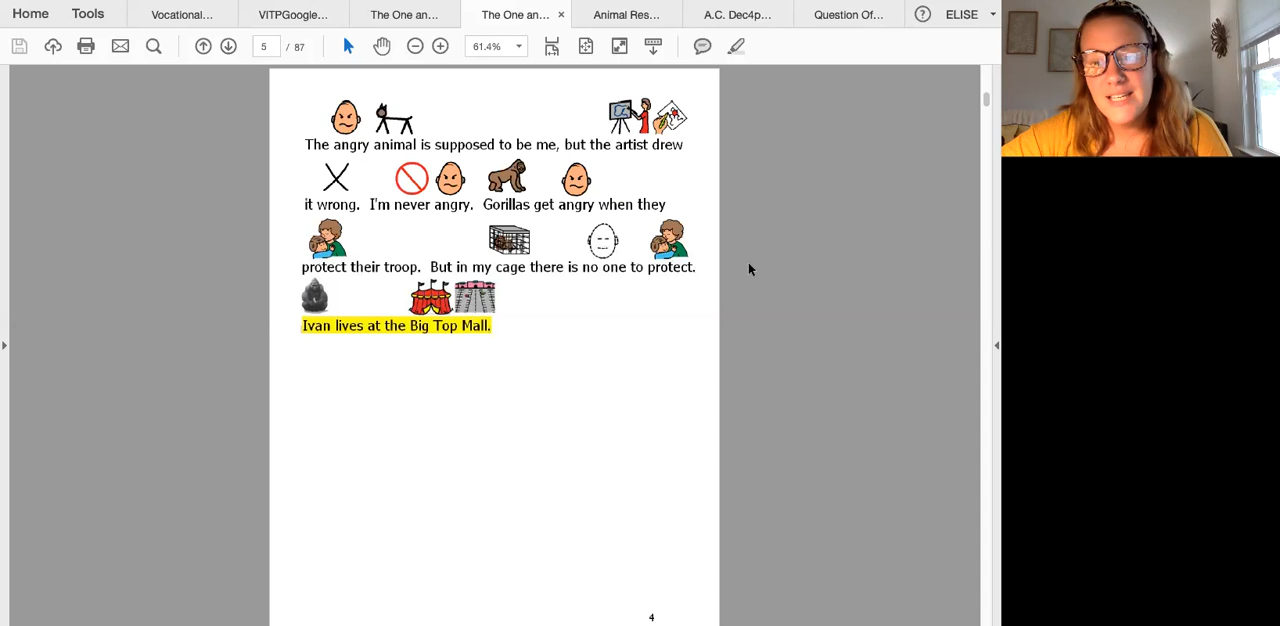 Home Tools Vocational... VITPGoogle... The One an... The One an... × Animal Res... A.C. Dec4p... Question Of... ? ELISE
5 / 87 61.4%
The angry animal is supposed to be me, but the artist drew
it wrong. I'm never angry. Gorillas get angry when they
protect their troop. But in my cage there is no one to protect.
Ivan lives at the Big Top Mall.
4